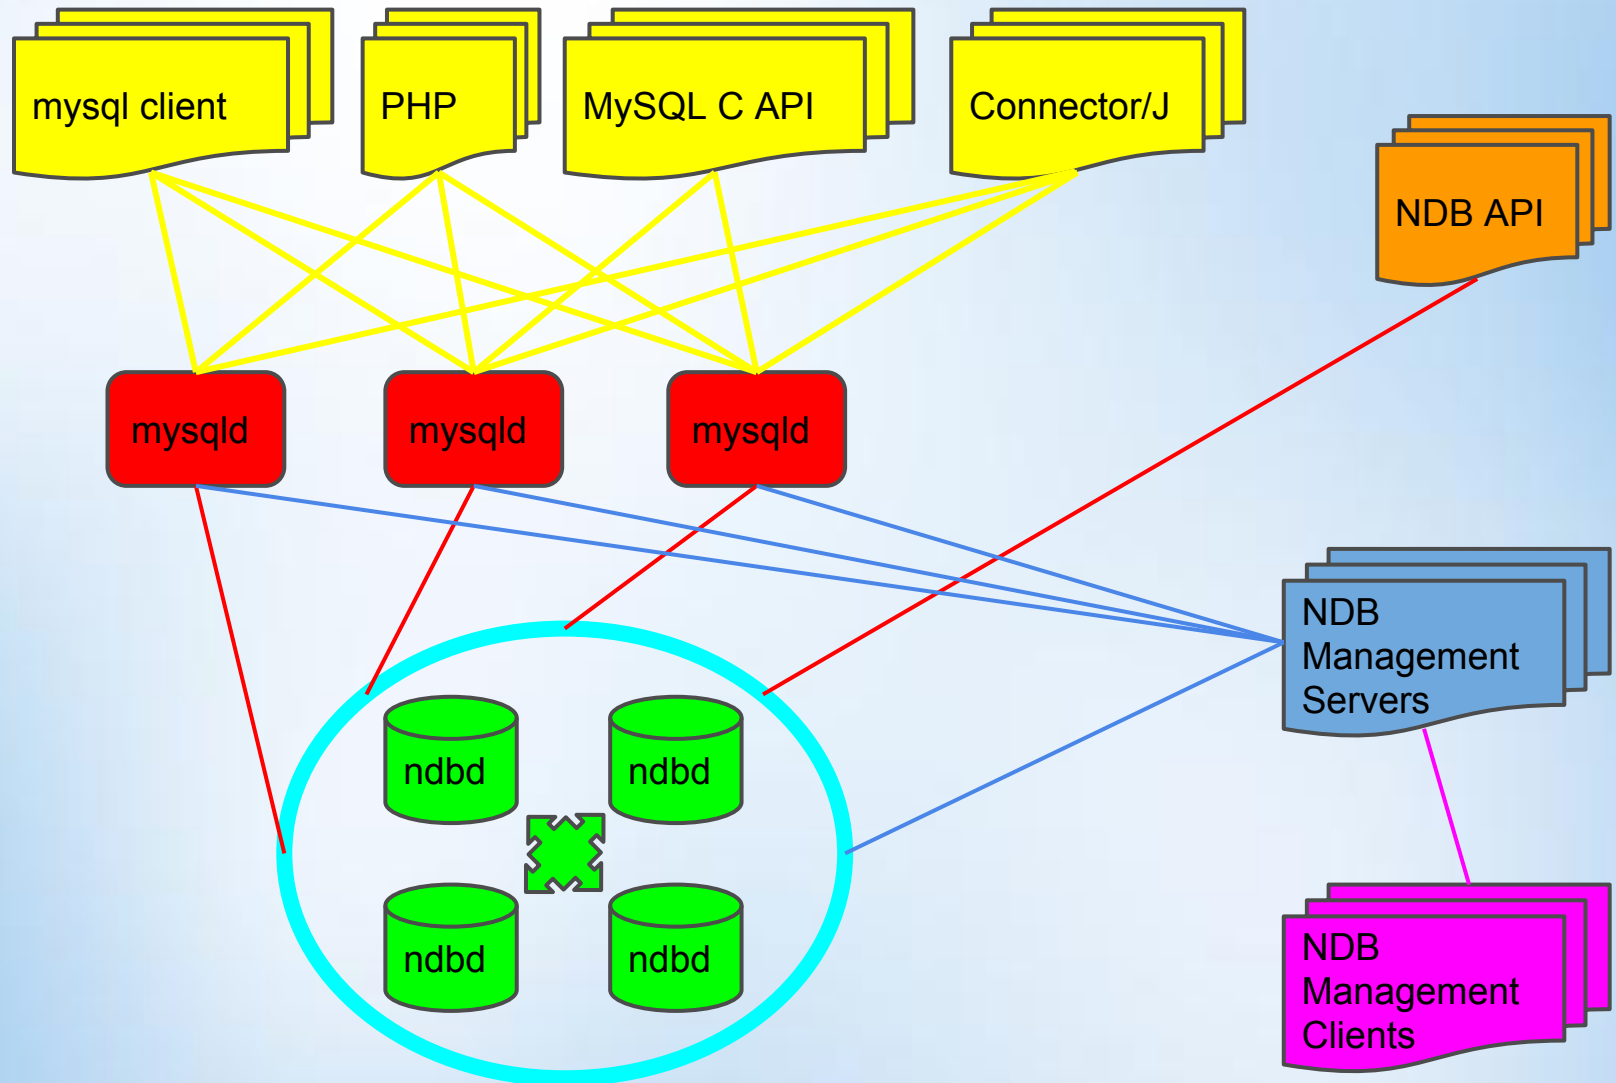 mysql client
PHP
MySQL C API
Connector/J
NDB API
mysqld
mysqld
mysqld
NDB
Management
Servers
ndbd
ndbd
ndbd
ndbd
NDB
Management
Clients